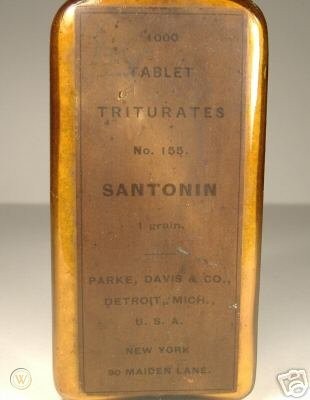 1000
TABLET
TRITURATES
No. 155.
SANTONIN
1 grain.
PARKE, DAVIS & CO.,
DETROIT, MICH.,
U. S. A.
NEW YORK
90 MAIDEN LANE.
W